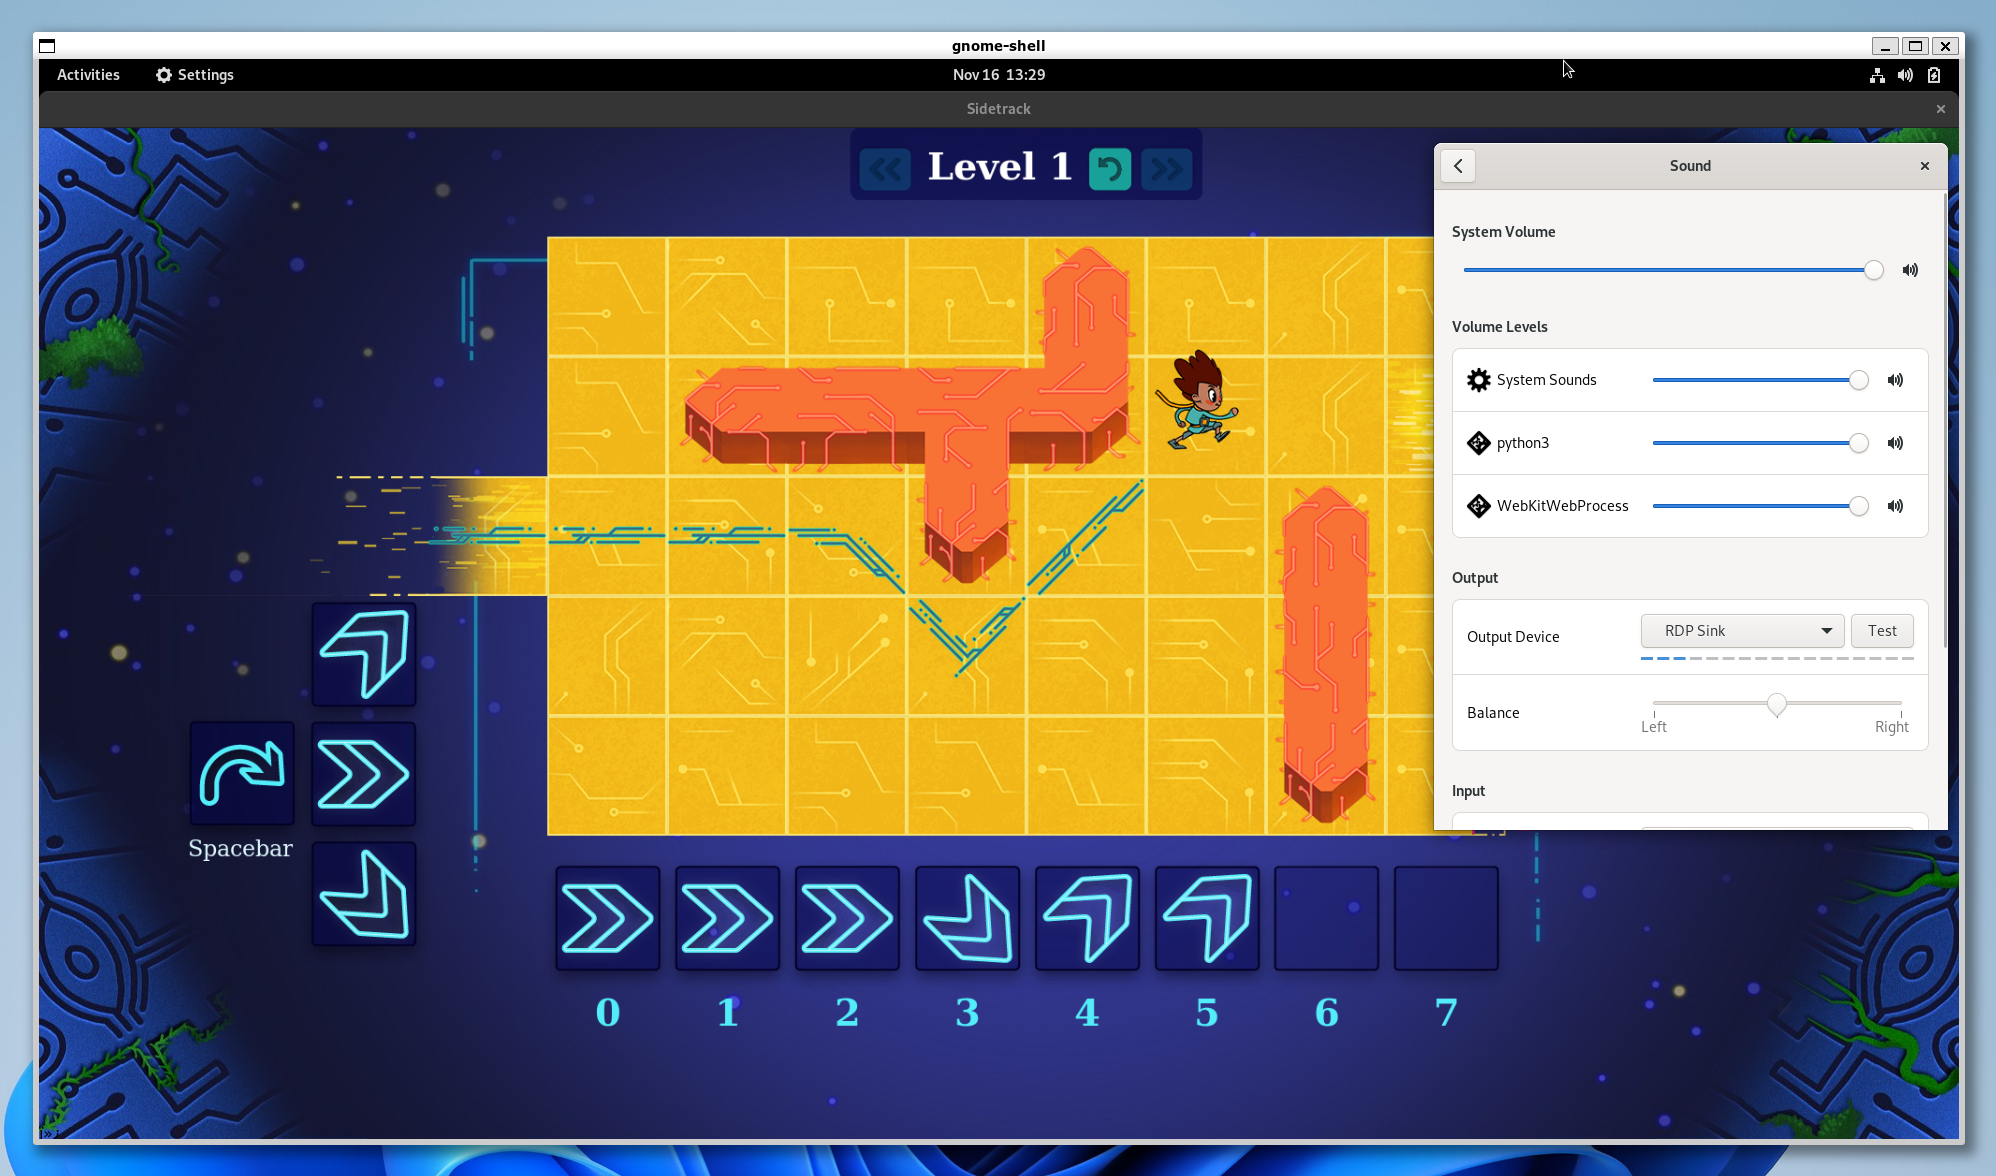 gnome-shell
Activities
Settings
Nov 16 13:29
Sidetrack
Level 1
Sound
System Volume
Volume Levels
System Sounds
python3
WebKitWebProcess
Output
Output Device
RDP Sink
Test
Balance
Left
Right
Input
Spacebar
0 1 2 3 4 5 6 7